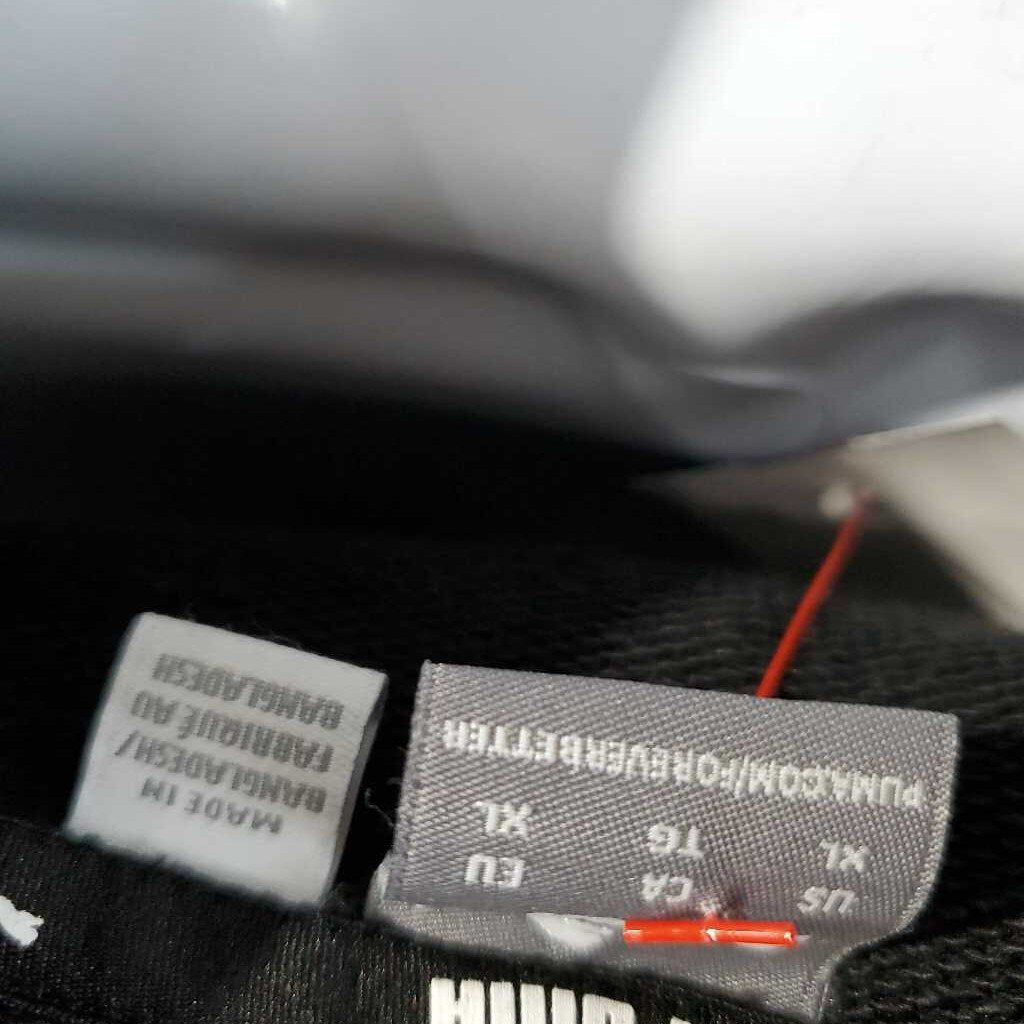 MADE IN
BANGLADESH/
FABRIQUÉ AU
BANGLADESH
US CA EU
XL TG XL
PUMA.COM/FOREVERBETTER